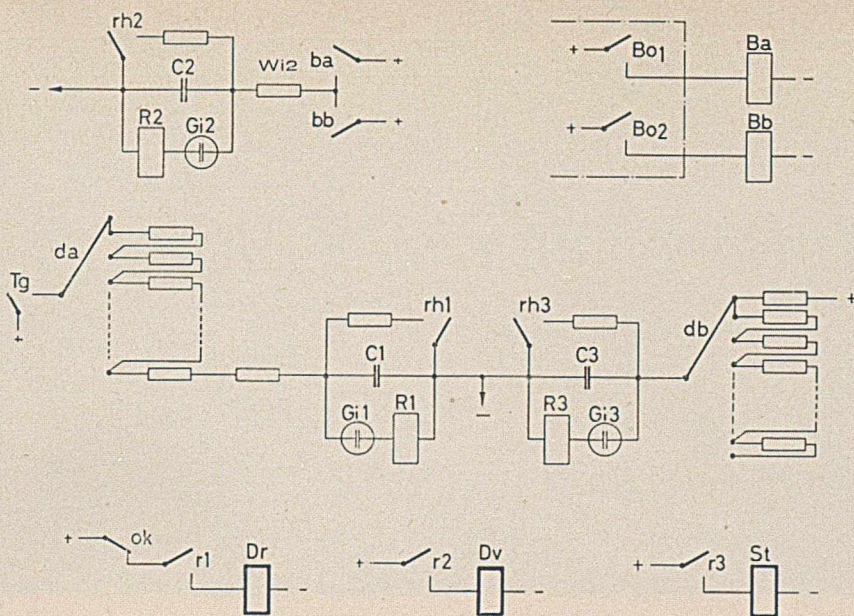 rh2
C2
Wi2
ba
+
-
bb
+
R2
Gi2
+
Bo1
Ba
-
+
Bo2
Bb
-
da
Tg
+
rh1
rh3
C1
C3
Gi1
R1
R3
Gi3
-
db
+
+
ok
r1
Dr
-
+
r2
Dv
-
+
r3
St
-